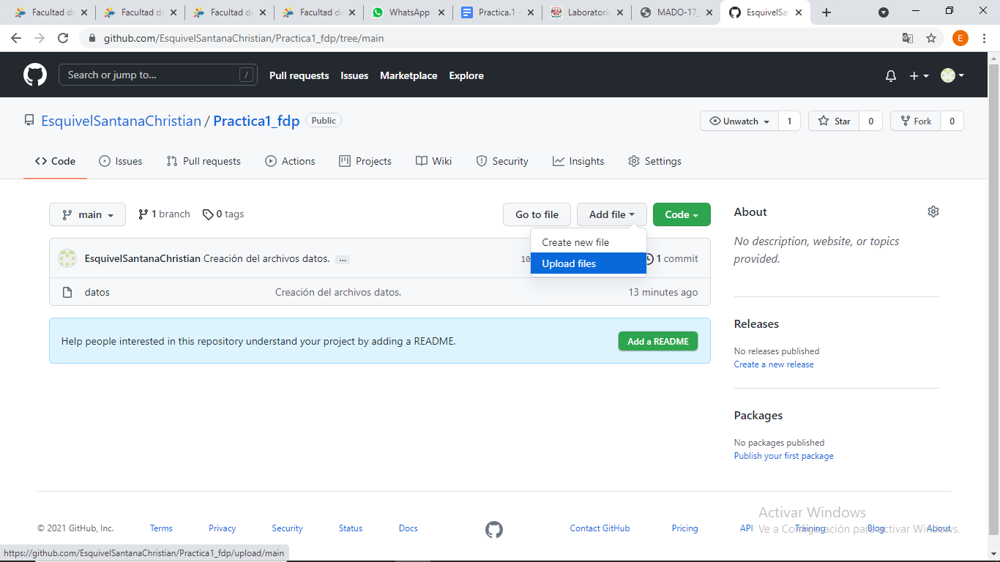 Facultad de
Facultad de
Facultad de
Facultad de
WhatsApp
Practica.1 -
Laboratorio
MADO-17_
EsquivelSa
github.com/EsquivelSantanaChristian/Practica1_fdp/tree/main
E
Search or jump to...
/
Pull requests
Issues
Marketplace
Explore
EsquivelSantanaChristian / Practica1_fdp
Public
Unwatch
1
Star
0
Fork
0
Code
Issues
Pull requests
Actions
Projects
Wiki
Security
Insights
Settings
main
1 branch
0 tags
Go to file
Add file
Code
Create new file
Upload files
EsquivelSantanaChristian Creación del archivos datos. ...
10
1 commit
datos
Creación del archivos datos.
13 minutes ago
Help people interested in this repository understand your project by adding a README.
Add a README
About
No description, website, or topics
provided.
Releases
No releases published
Create a new release
Packages
No packages published
Publish your first package
© 2021 GitHub, Inc.
Terms
Privacy
Security
Status
Docs
Contact GitHub
Pricing
API
Training
Blog
About
Activar Windows
Ve a Configuración para activar Windows.
https://github.com/EsquivelSantanaChristian/Practica1_fdp/upload/main